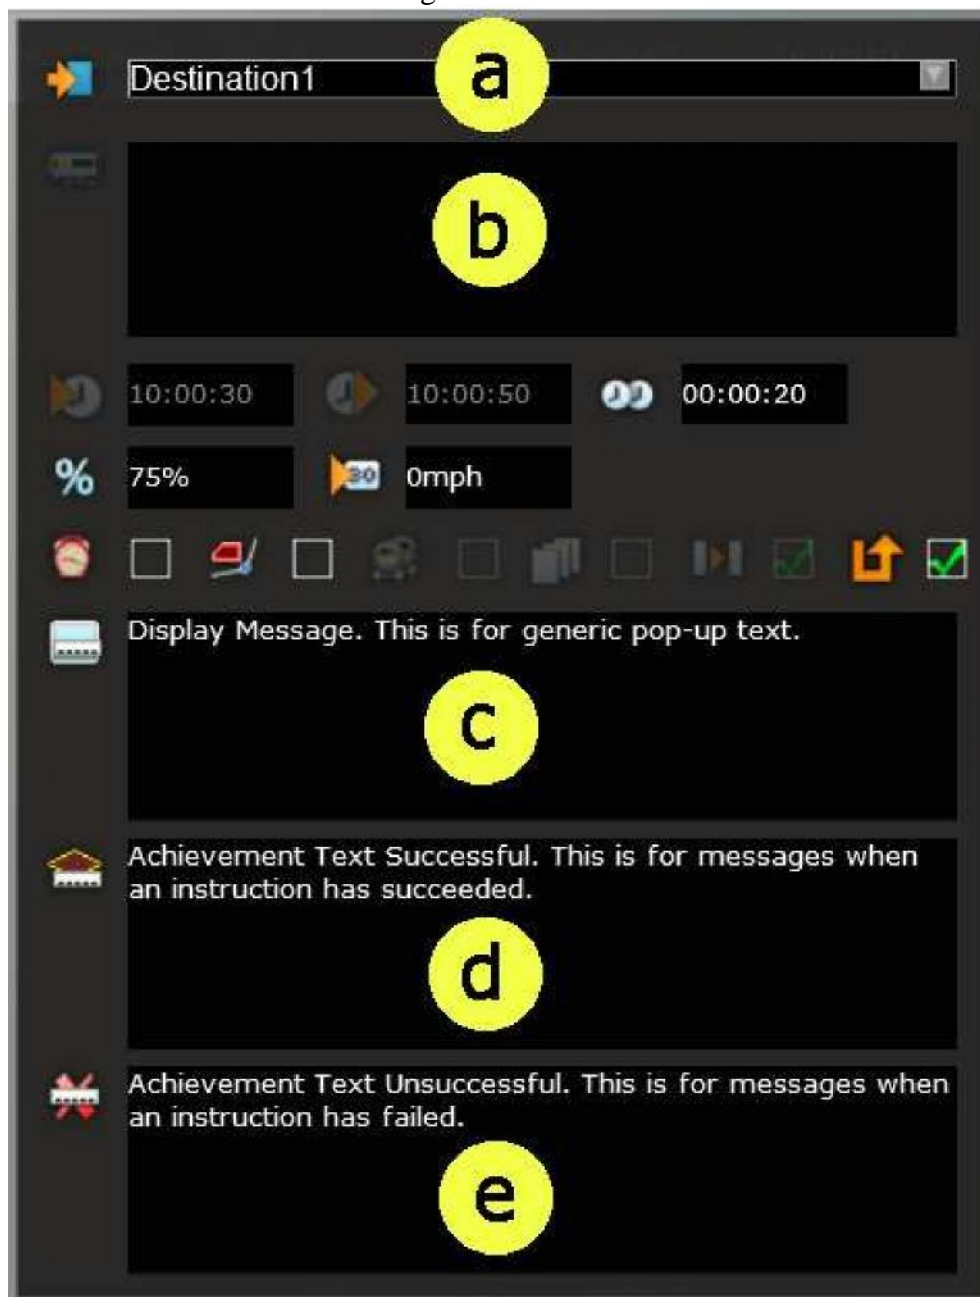 Destination1
a
b
10:00:30 10:00:50 00:00:20
% 75% 30 0mph
Display Message. This is for generic pop-up text.
c
Achievement Text Successful. This is for messages when
an instruction has succeeded.
d
Achievement Text Unsuccessful. This is for messages when
an instruction has failed.
e